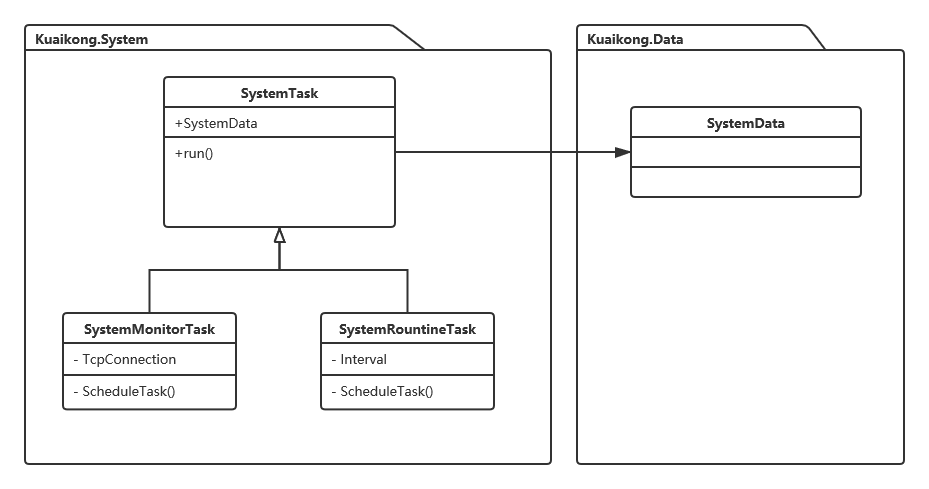 Kuaikong.System
Kuaikong.Data
SystemTask
+SystemData
+run()
SystemData
SystemMonitorTask
- TcpConnection
- ScheduleTask()
SystemRountineTask
- Interval
- ScheduleTask()